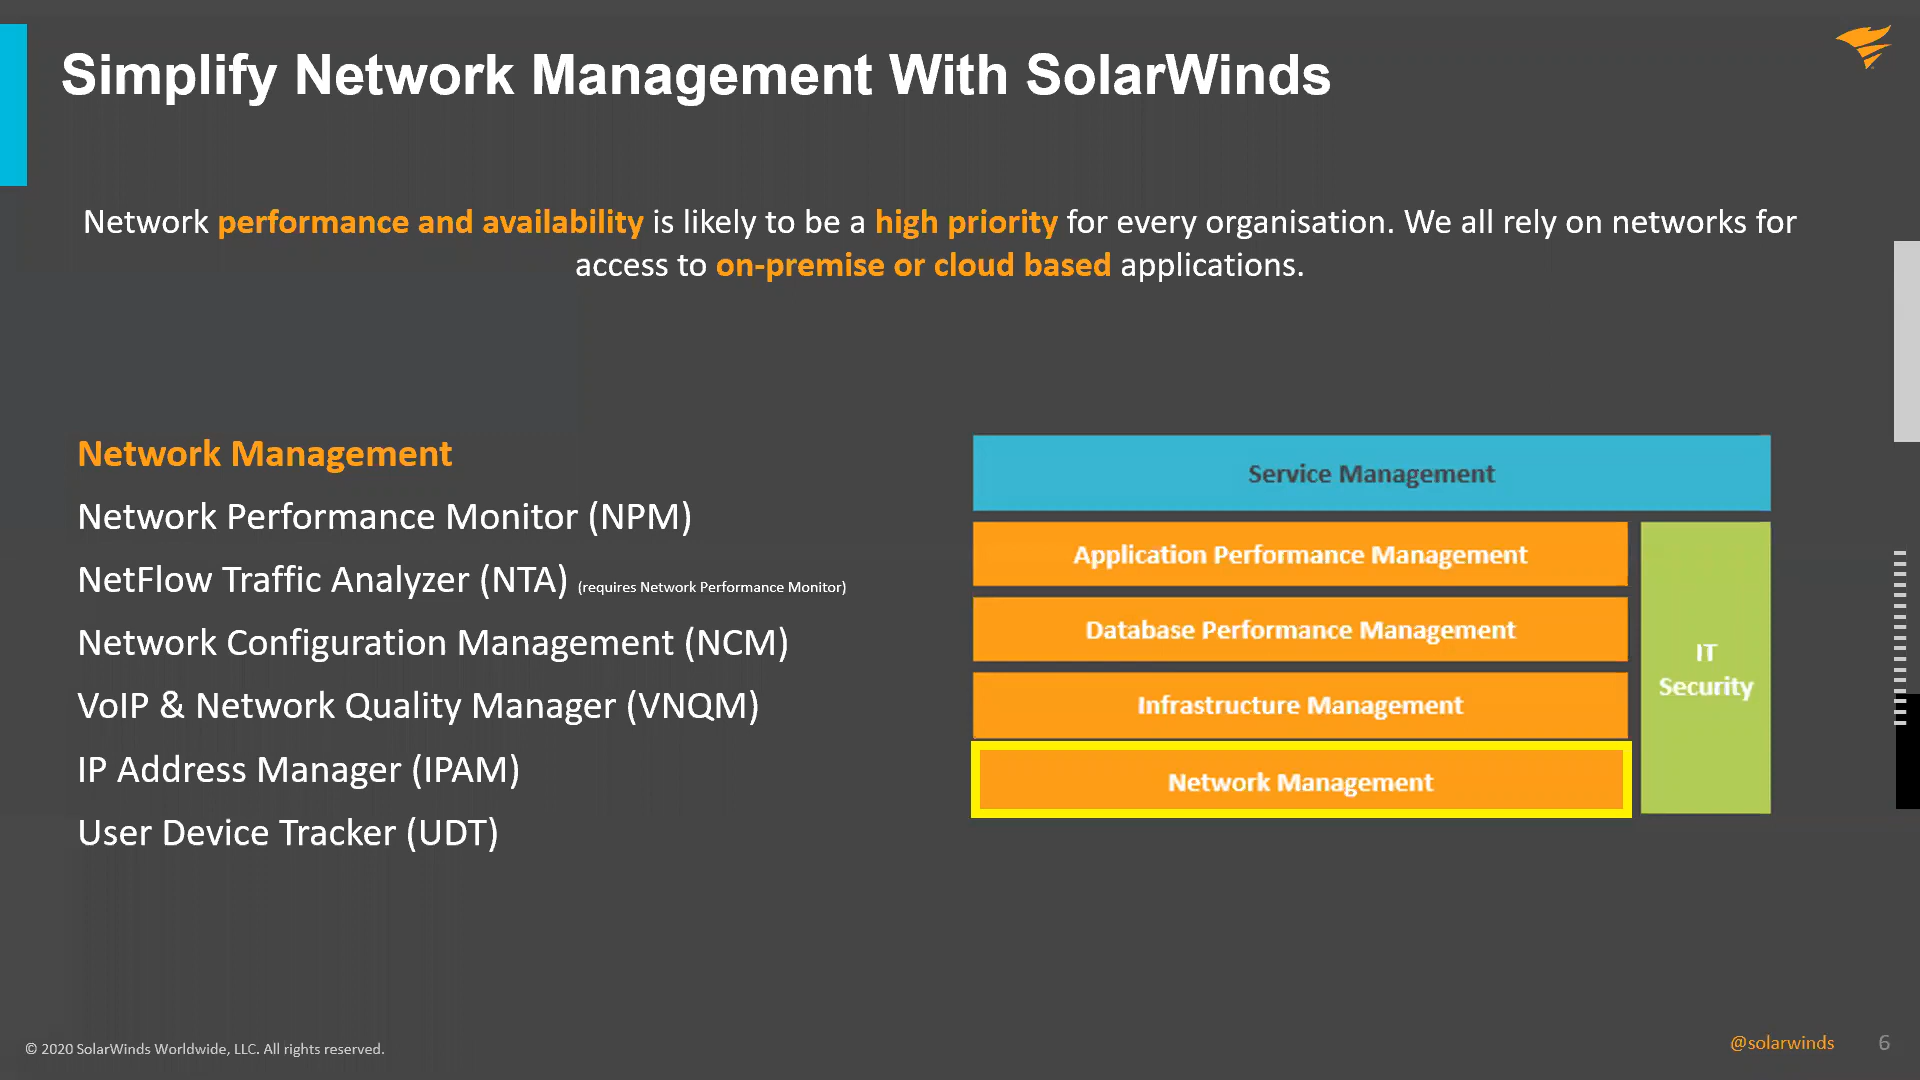 Simplify Network Management With SolarWinds
Network performance and availability is likely to be a high priority for every organisation. We all rely on networks for
access to on-premise or cloud based applications.
Network Management
Network Performance Monitor (NPM)
NetFlow Traffic Analyzer (NTA) (requires Network Performance Monitor)
Network Configuration Management (NCM)
VoIP & Network Quality Manager (VNQM)
IP Address Manager (IPAM)
User Device Tracker (UDT)
Service Management
Application Performance Management
Database Performance Management
Infrastructure Management
Network Management
IT
Security
© 2020 SolarWinds Worldwide, LLC. All rights reserved.
@solarwinds
6